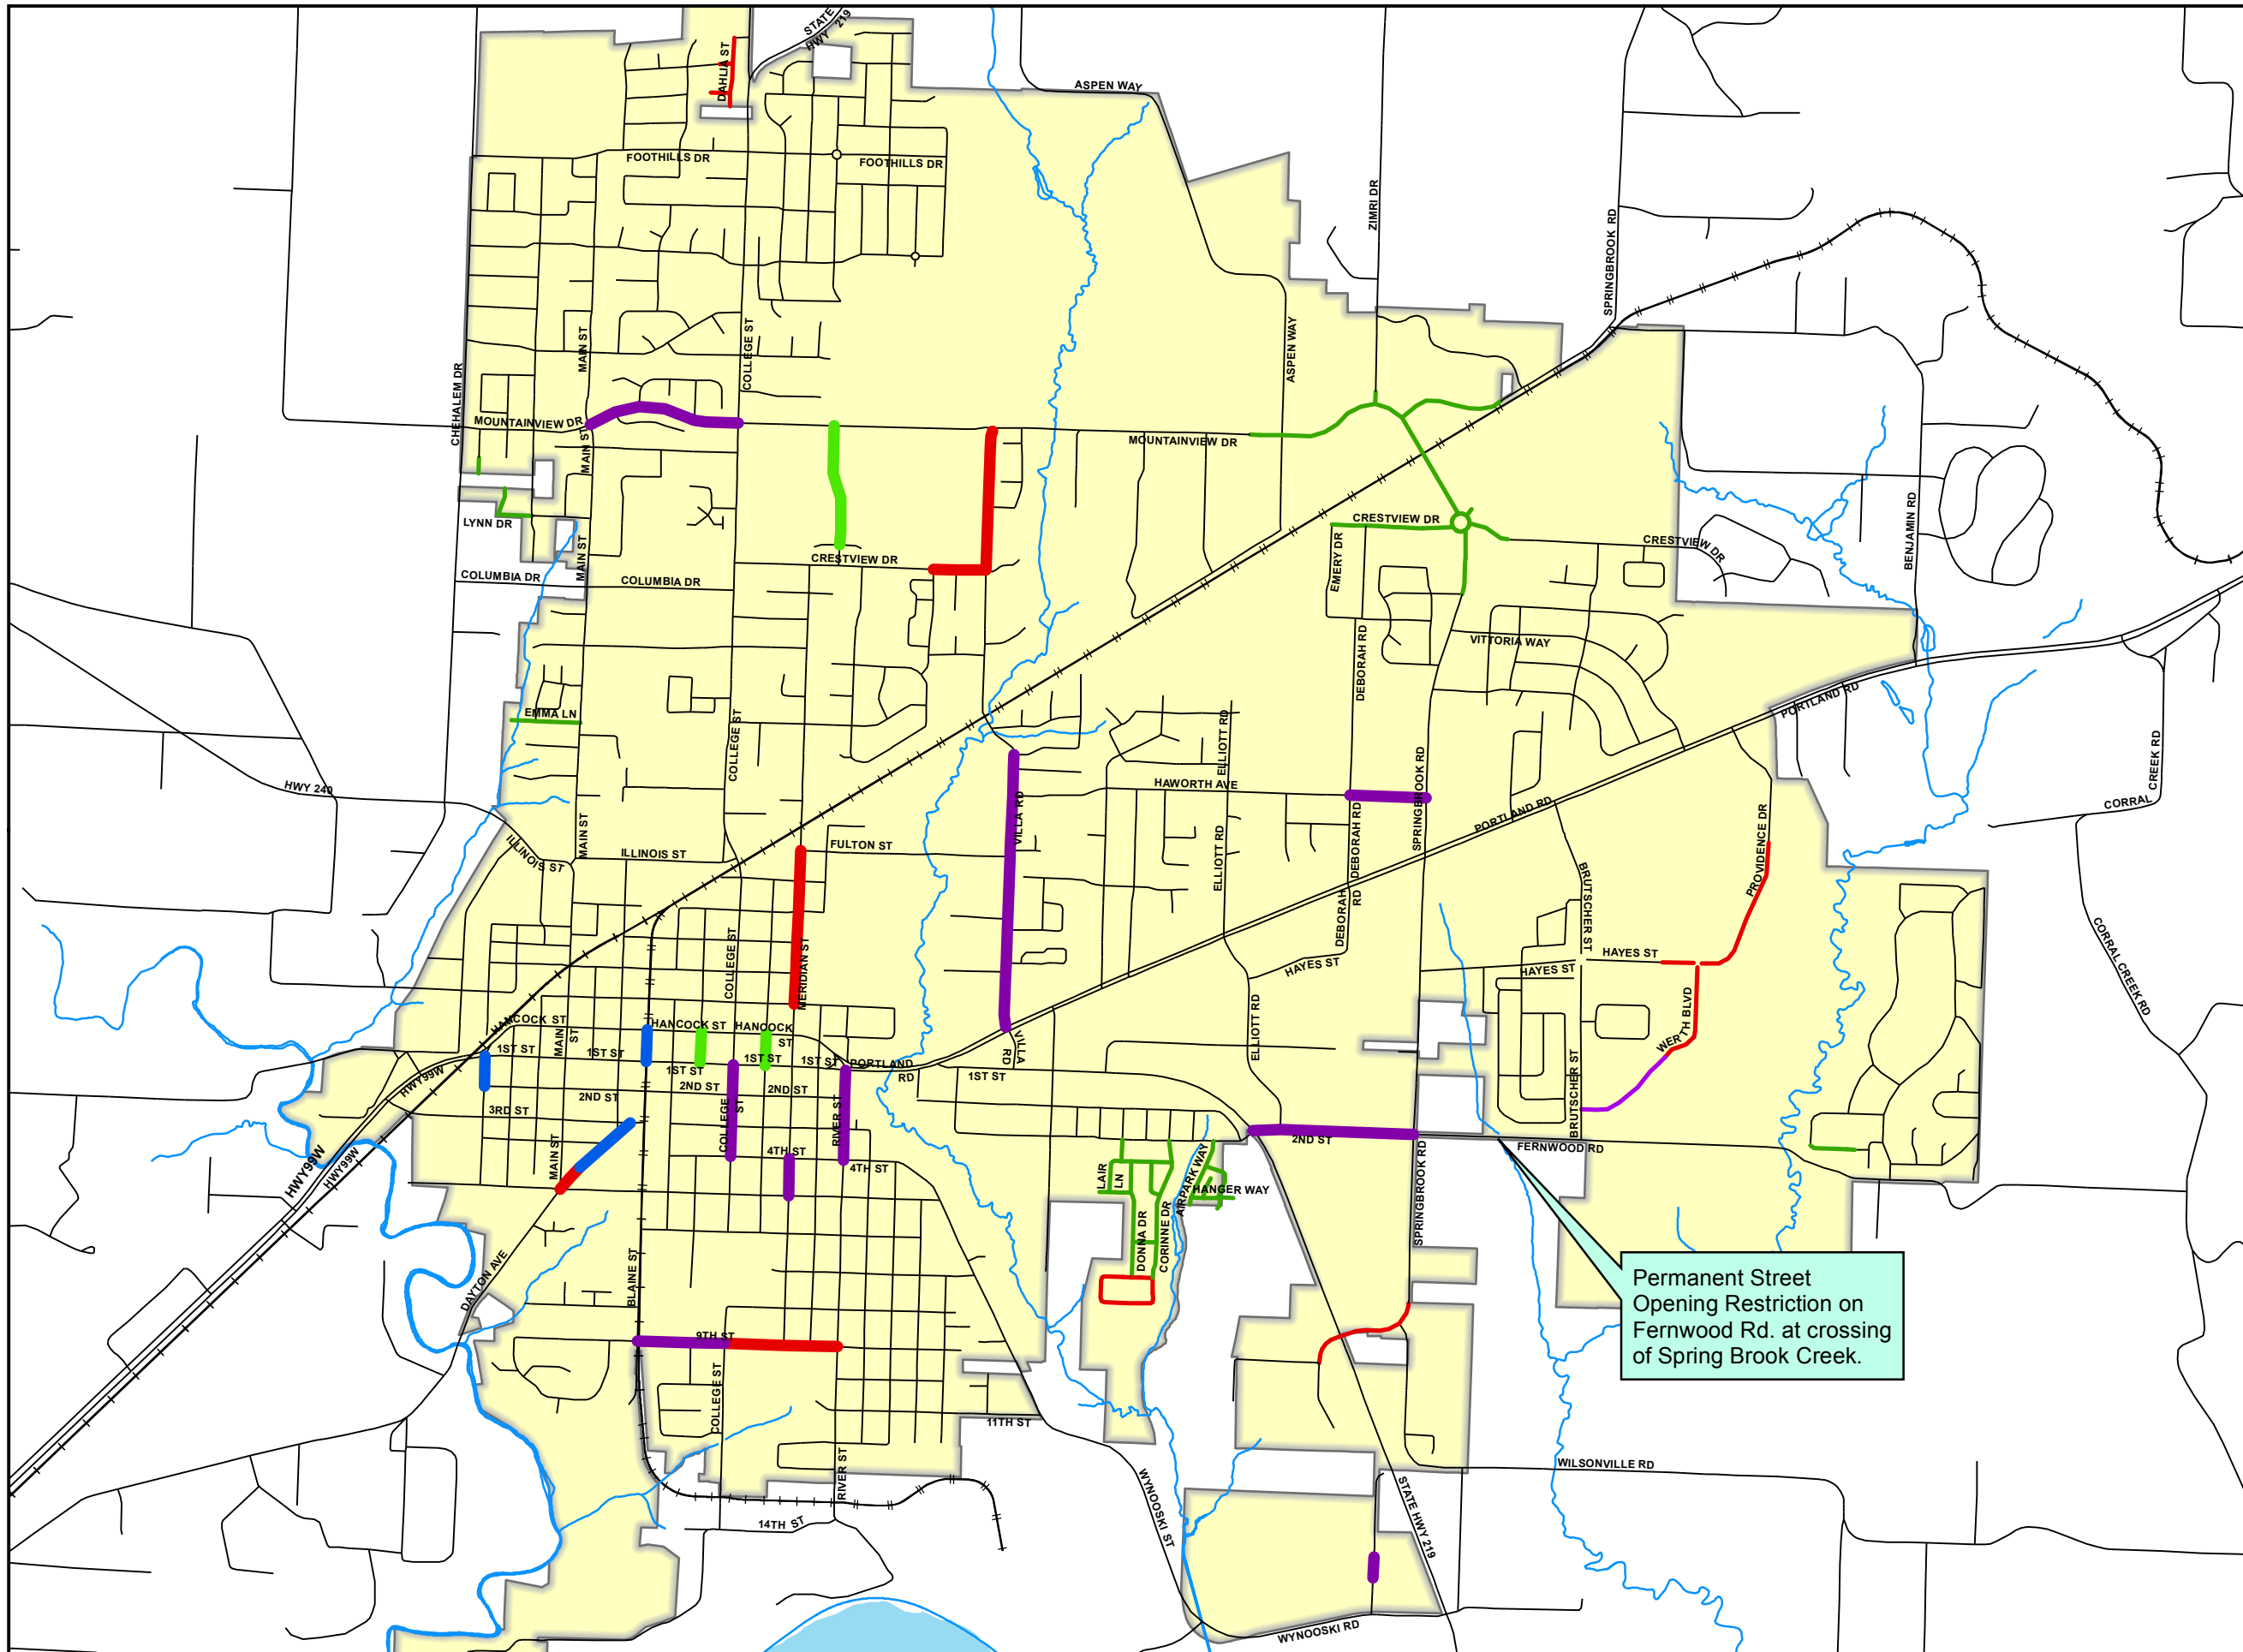 STATE
HWY 219
DAHLIA ST
ASPEN WAY
FOOTHILLS DR
FOOTHILLS DR
ZIMRI DR
SPRINGBROOK RD
MAIN ST
COLLEGE ST
ASPEN WAY
CHEHALEM DR
MOUNTAINVIEW DR
MAIN ST
MOUNTAINVIEW DR
LYNN DR
CRESTVIEW DR
CRESTVIEW DR
BENJAMIN RD
MAIN ST
EMERY DR
CRESTVIEW DR
COLUMBIA DR
COLUMBIA DR
VITTORIA WAY
DEBORAH RD
EMMA LN
COLLEGE ST
ELLIOTT RD
PORTLAND RD
CREEK RD
CORRAL
HWY 240
HAWORTH AVE
SPRINGBROOK RD
VILLA RD
MAIN ST
PORTLAND RD
PROVIDENCE DR
ILLINOIS ST
ILLINOIS ST
FULTON ST
ELLIOTT RD
DEBORAH RD
BRUTSCHER ST
DEBORAH
RD
CORRAL CREEK RD
COLLEGE ST
MERIDIAN ST
HAYES ST
HAYES ST
HAYES ST
WERTH BLVD
ELLIOTT RD
HANCOCK ST
HANCOCK ST
HANCOCK
ST
MAIN
ST
1ST ST
1ST ST
1ST ST
1ST ST
1ST ST
PORTLAND
RD
VILLA
RD
1ST ST
HWY99W
2ND ST
2ND ST
2ND ST
3RD ST
COLLEGE
ST
RIVER ST
BRUTSCHER ST
4TH ST
4TH ST
MAIN ST
2ND ST
FERNWOOD RD
HWY99W
HWY99W
LAIR
LN
AIRPARK WAY
HANGER WAY
DONNA DR
CORINNE DR
SPRINGBROOK RD
DAYTON AVE
BLAINE ST
Permanent Street
Opening Restriction on
Fernwood Rd. at crossing
of Spring Brook Creek.
9TH ST
COLLEGE ST
11TH ST
RIVER ST
14TH ST
WYNOOSKI ST
STATE HWY 219
WILSONVILLE RD
WYNOOSKI RD